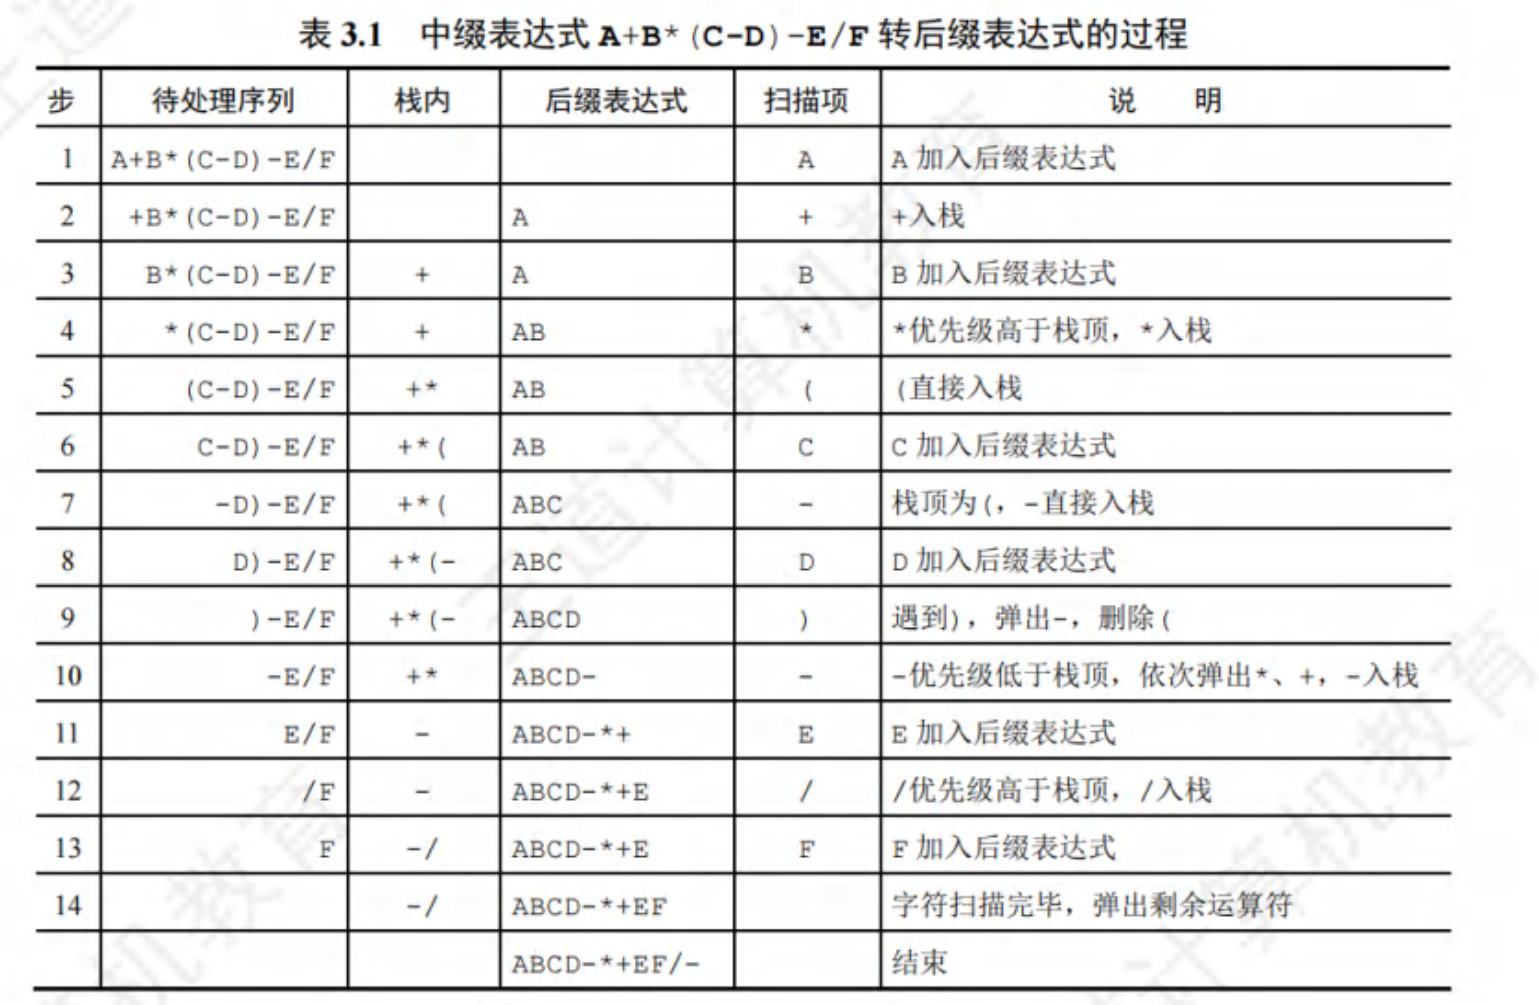 表 3.1 中缀表达式 A+B*(C-D)-E/F 转后缀表达式的过程
步 待处理序列 栈内 后缀表达式 扫描项 说 明
1 A+B*(C-D)-E/F A A 加入后缀表达式
2 +B*(C-D)-E/F A + +入栈
3 B*(C-D)-E/F + A B B 加入后缀表达式
4 *(C-D)-E/F + AB * *优先级高于栈顶，*入栈
5 (C-D)-E/F +* AB ( (直接入栈
6 C-D)-E/F +*( AB C C 加入后缀表达式
7 -D)-E/F +*( ABC - 栈顶为(，-直接入栈
8 D)-E/F +*(- ABC D D 加入后缀表达式
9 )-E/F +*(- ABCD ) 遇到)，弹出-，删除(
10 -E/F +* ABCD- - -优先级低于栈顶，依次弹出*、+，-入栈
11 E/F - ABCD-*+ E E 加入后缀表达式
12 /F - ABCD-*+E / /优先级高于栈顶，/入栈
13 F -/ ABCD-*+E F F 加入后缀表达式
14 -/ ABCD-*+EF 字符扫描完毕，弹出剩余运算符
ABCD-*+EF/- 结束
王道计算机教育